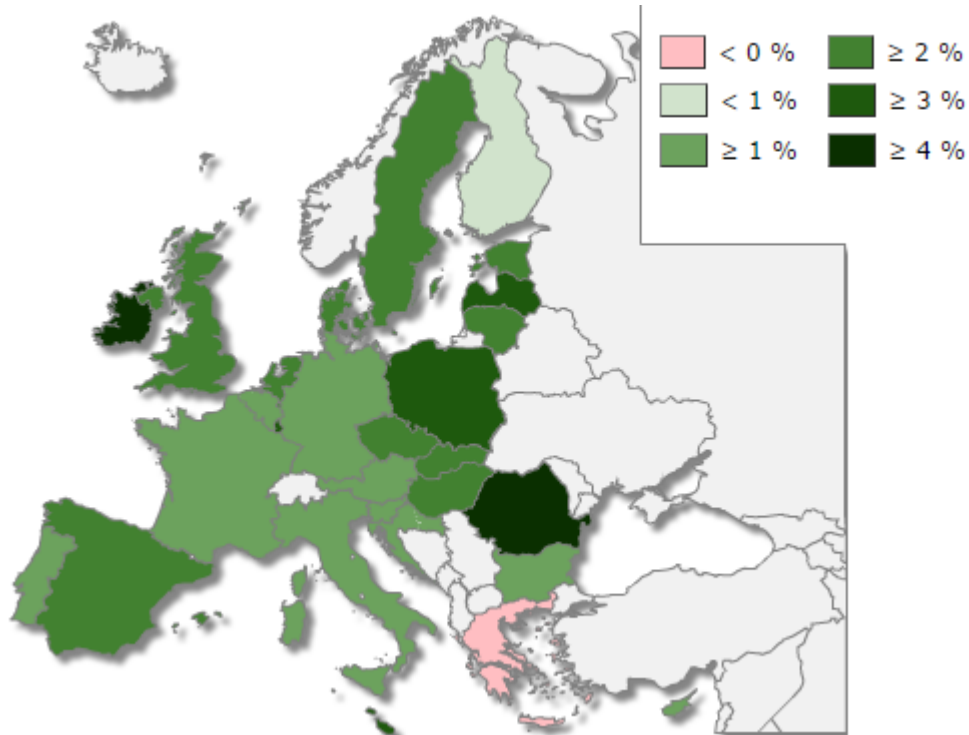 < 0 % ≥ 2 %
< 1 % ≥ 3 %
≥ 1 % ≥ 4 %